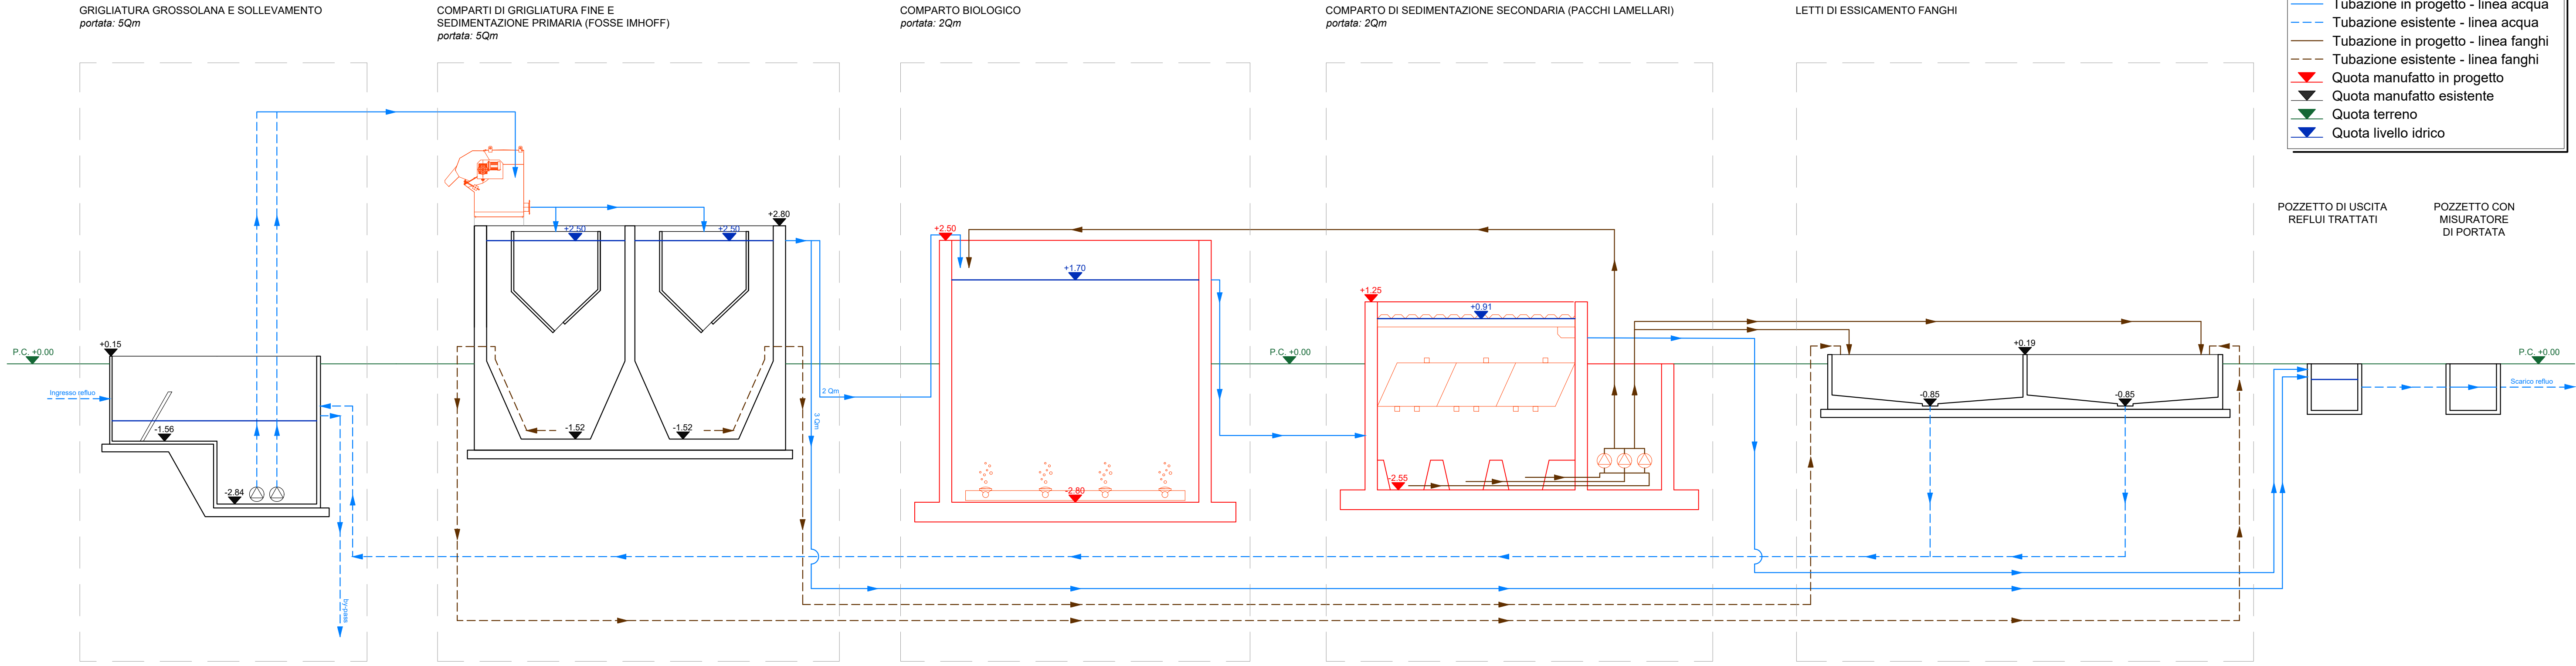 GRIGLIATURA GROSSOLANA E SOLLEVAMENTO
portata: 5Qm
COMPARTI DI GRIGLIATURA FINE E
SEDIMENTAZIONE PRIMARIA (FOSSE IMHOFF)
portata: 5Qm
COMPARTO BIOLOGICO
portata: 2Qm
COMPARTO DI SEDIMENTAZIONE SECONDARIA (PACCHI LAMELLARI)
portata: 2Qm
LETTI DI ESSICAMENTO FANGHI
Tubazione in progetto - linea acqua
Tubazione esistente - linea acqua
Tubazione in progetto - linea fanghi
Tubazione esistente - linea fanghi
Quota manufatto in progetto
Quota manufatto esistente
Quota terreno
Quota livello idrico
POZZETTO DI USCITA
REFLUI TRATTATI
POZZETTO CON
MISURATORE
DI PORTATA
P.C. +0.00
+0.15
Ingresso refluo
-1.56
-2.84
by-pass
+2.80
+2.50
+2.50
-1.52
-1.52
2 Qm
3 Qm
+2.50
+1.70
-2.80
P.C. +0.00
+1.25
+0.91
-2.55
+0.19
-0.85
-0.85
P.C. +0.00
Scarico refluo